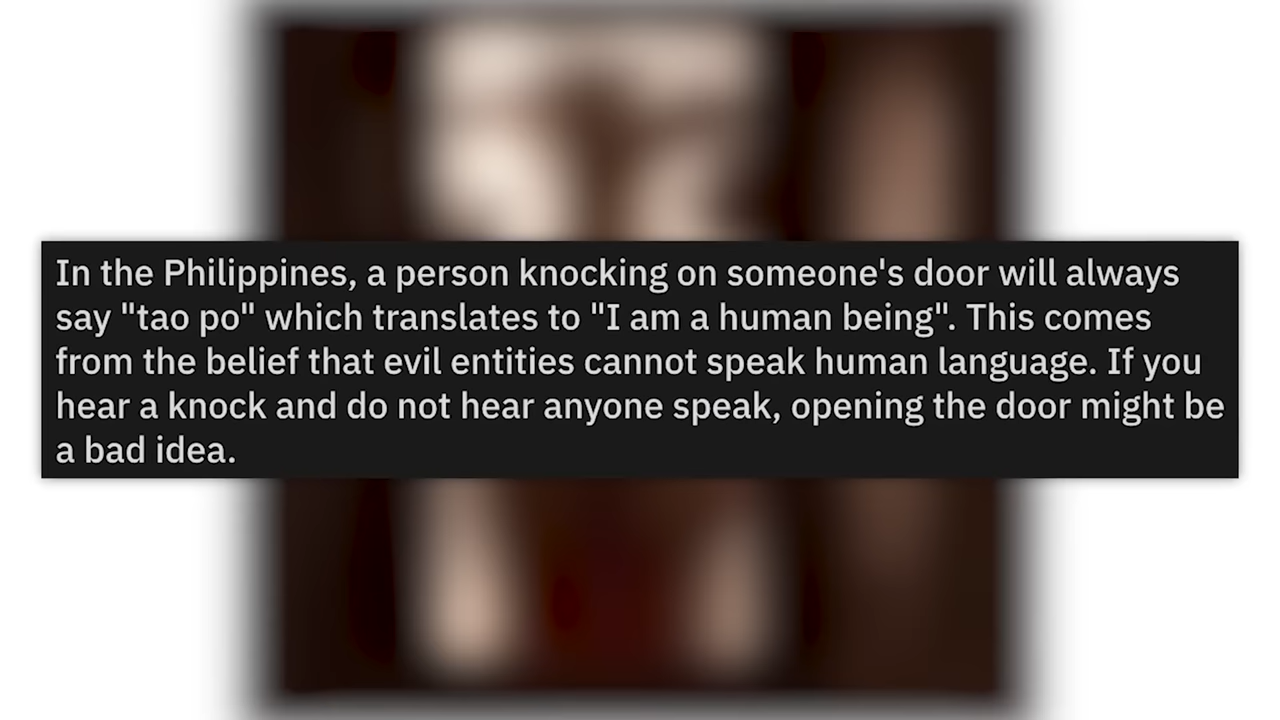 In the Philippines, a person knocking on someone's door will always
say "tao po" which translates to "I am a human being". This comes
from the belief that evil entities cannot speak human language. If you
hear a knock and do not hear anyone speak, opening the door might be
a bad idea.